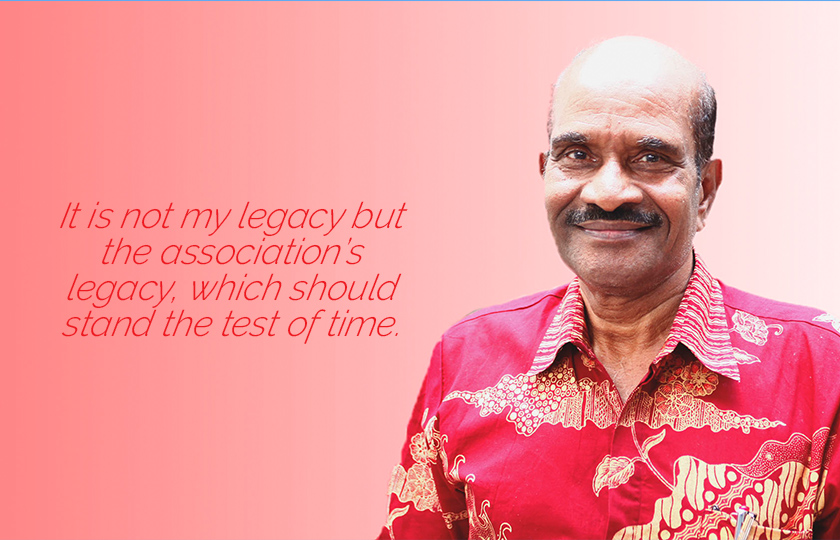 It is not my legacy but
the association's
legacy, which should
stand the test of time.